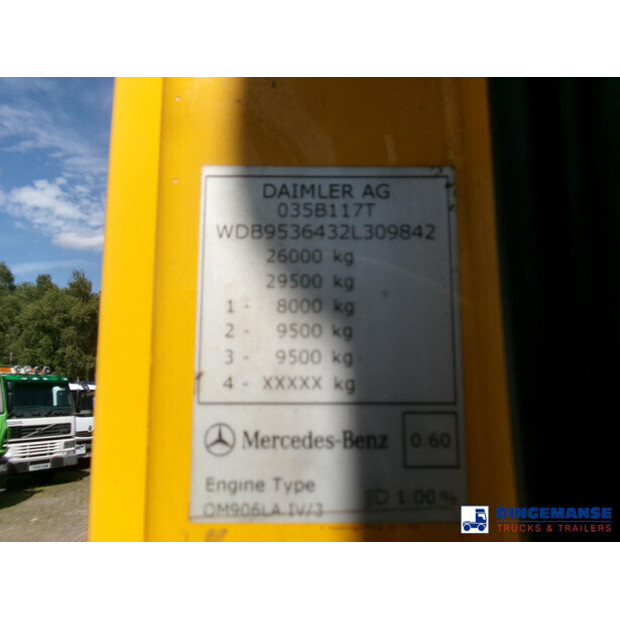 DAIMLER AG
035B117T
WDB9536432L309842
26000 kg
29500 kg
1 - 8000 kg
2 - 9500 kg
3 - 9500 kg
4 - XXXXX kg
Mercedes-Benz 0.60
Engine Type
OM906LA.IV/3 1.00%
DINGEMANSE
TRUCKS & TRAILERS